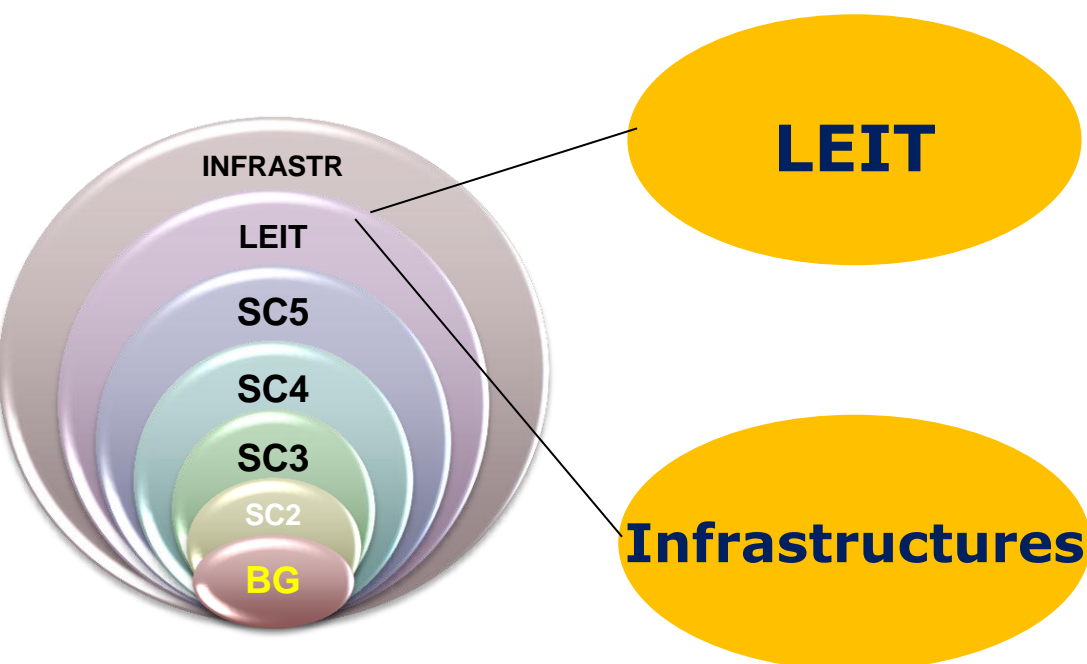 INFRASTR
LEIT
SC5
SC4
SC3
SC2
BG
LEIT
Infrastructures